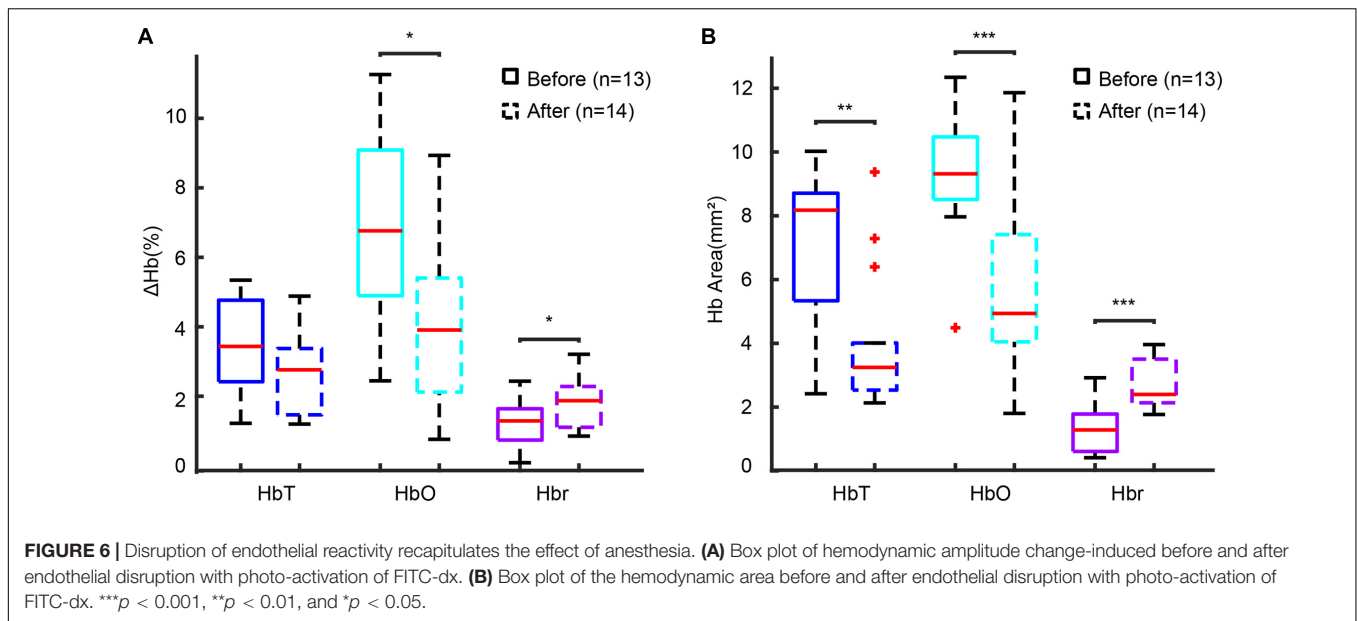 A
*
Before (n=13)
After (n=14)
*
ΔHb(%)
10
8
6
4
2
0
HbT HbO Hbr
B
***
Before (n=13)
After (n=14)
**
***
Hb Area(mm²)
12
10
8
6
4
2
0
HbT HbO Hbr
FIGURE 6 | Disruption of endothelial reactivity recapitulates the effect of anesthesia. (A) Box plot of hemodynamic amplitude change-induced before and after
endothelial disruption with photo-activation of FITC-dx. (B) Box plot of the hemodynamic area before and after endothelial disruption with photo-activation of
FITC-dx. ***p < 0.001, **p < 0.01, and *p < 0.05.